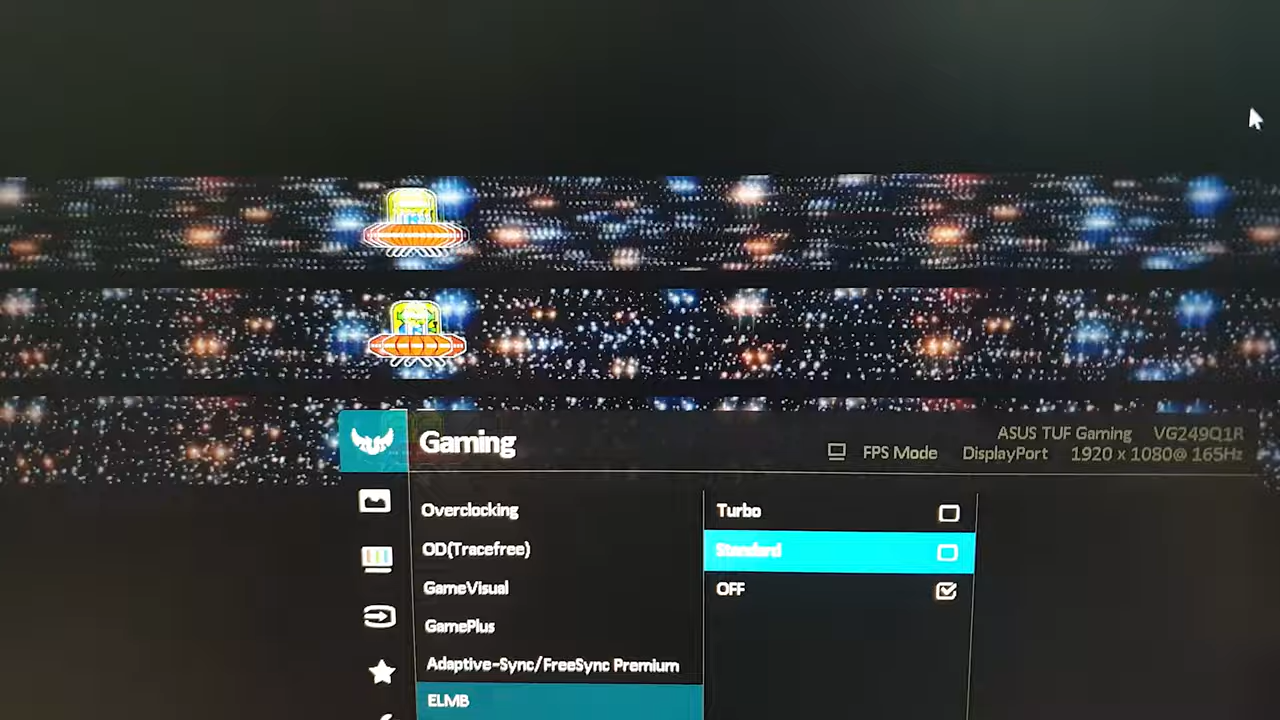 Gaming
ASUS TUF Gaming VG249Q1R
FPS Mode DisplayPort 1920 x 1080@ 165Hz
Overclocking
Turbo
OD(Tracefree)
Standard
GameVisual
OFF
GamePlus
Adaptive-Sync/FreeSync Premium
ELMB